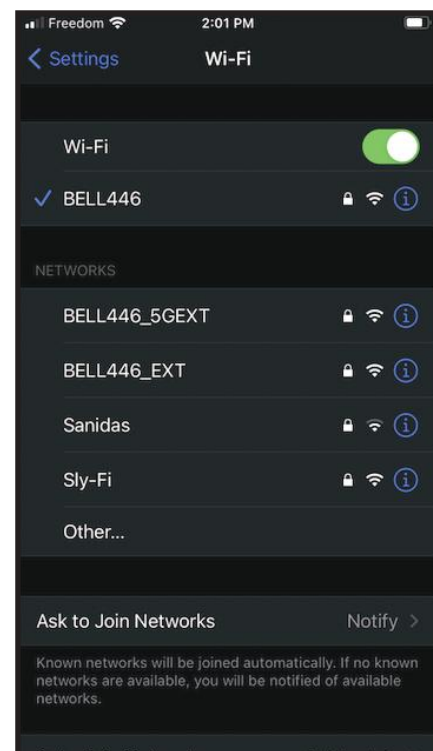 Freedom 2:01 PM
Settings Wi-Fi
Wi-Fi
BELL446
NETWORKS
BELL446_5GEXT
BELL446_EXT
Sanidas
Sly-Fi
Other...
Ask to Join Networks Notify
Known networks will be joined automatically. If no known
networks are available, you will be notified of available
networks.